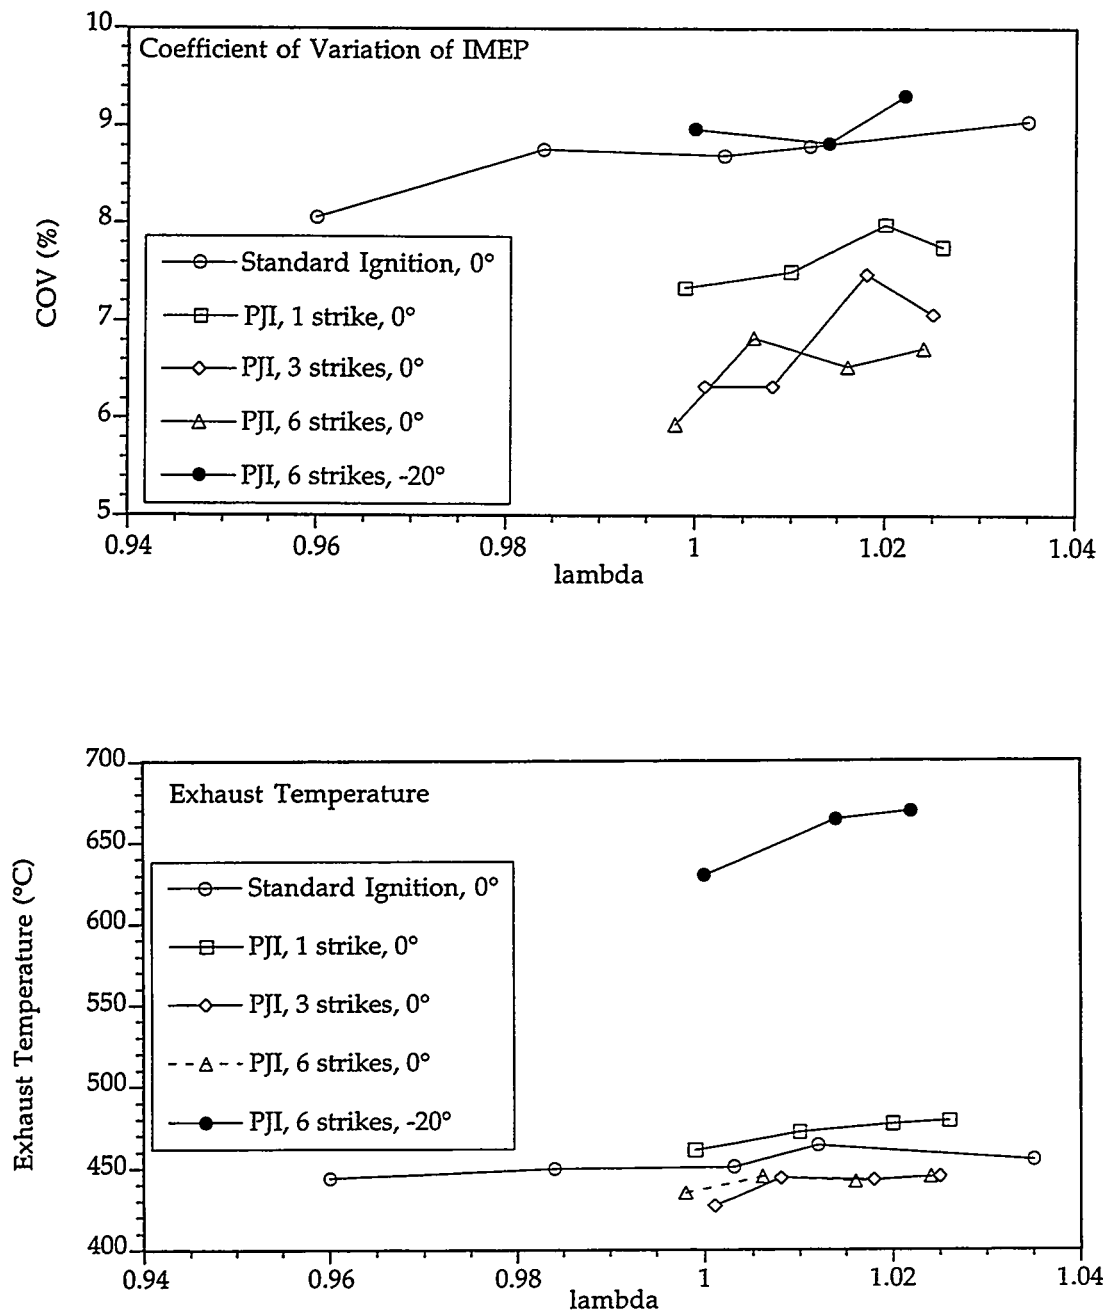 Coefficient of Variation of IMEP
COV (%)
10
9
8
7
6
5
Standard Ignition, 0°
PJI, 1 strike, 0°
PJI, 3 strikes, 0°
PJI, 6 strikes, 0°
PJI, 6 strikes, -20°
0.94 0.96 0.98 1 1.02 1.04
lambda
Exhaust Temperature
Exhaust Temperature (°C)
700
650
600
550
500
450
400
Standard Ignition, 0°
PJI, 1 strike, 0°
PJI, 3 strikes, 0°
PJI, 6 strikes, 0°
PJI, 6 strikes, -20°
0.94 0.96 0.98 1 1.02 1.04
lambda